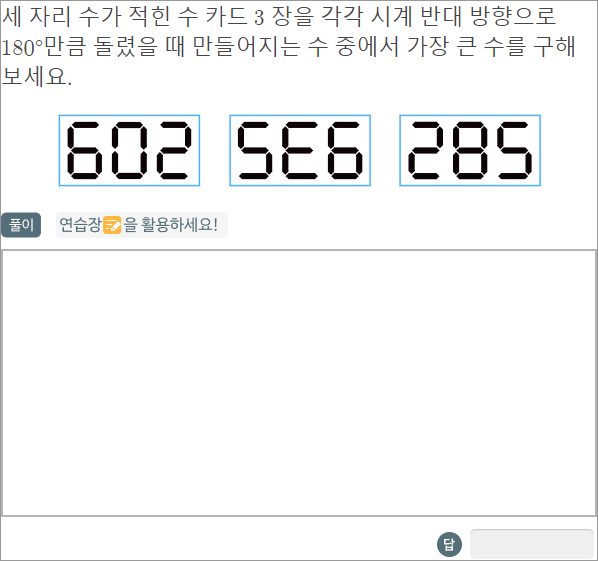 세 자리 수가 적힌 수 카드 3 장을 각각 시계 반대 방향으로
180°만큼 돌렸을 때 만들어지는 수 중에서 가장 큰 수를 구해
보세요.
602 5E6 285
풀이 연습장📝을 활용하세요!
답